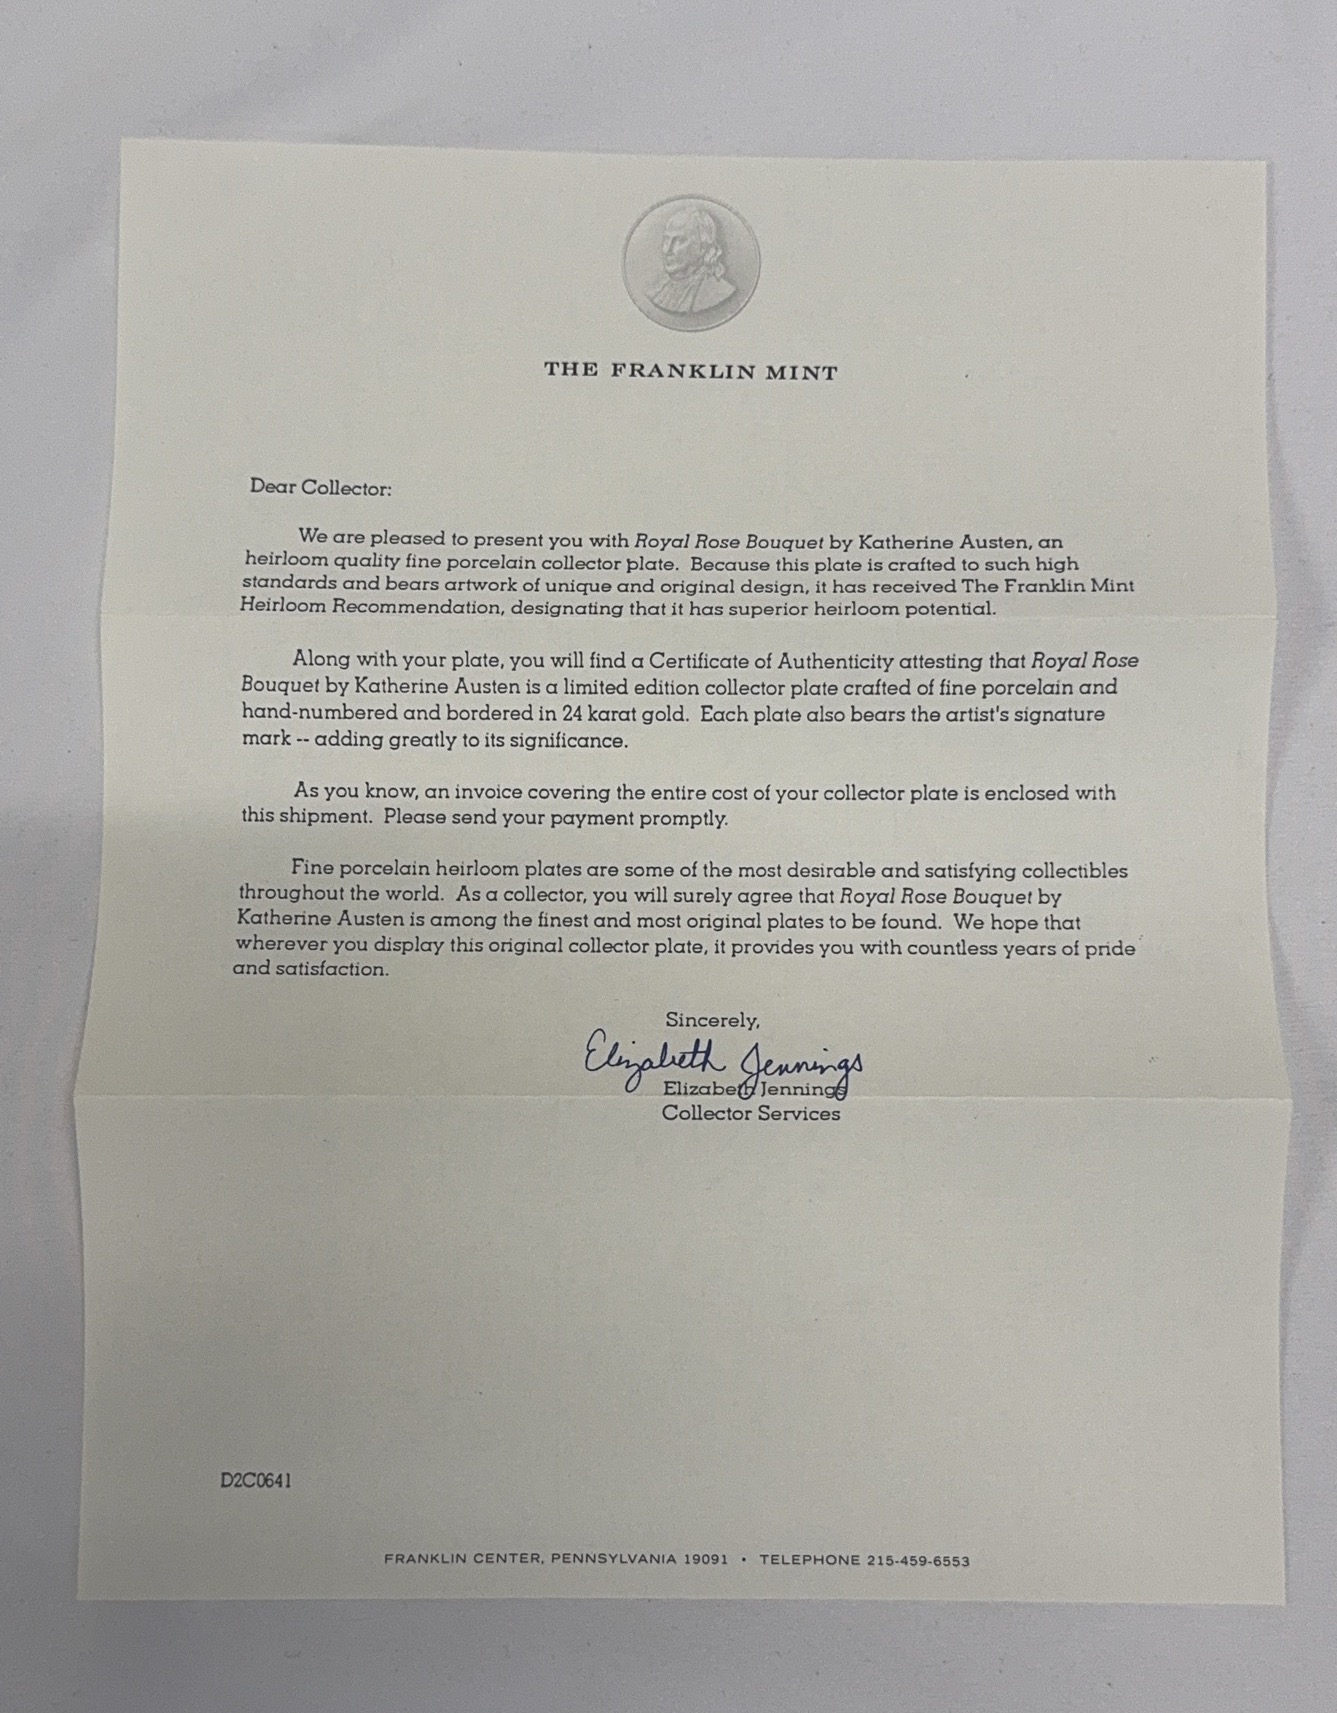 THE FRANKLIN MINT
Dear Collector:
We are pleased to present you with Royal Rose Bouquet by Katherine Austen, an
heirloom quality fine porcelain collector plate. Because this plate is crafted to such high
standards and bears artwork of unique and original design, it has received The Franklin Mint
Heirloom Recommendation, designating that it has superior heirloom potential.
Along with your plate, you will find a Certificate of Authenticity attesting that Royal Rose
Bouquet by Katherine Austen is a limited edition collector plate crafted of fine porcelain and
hand-numbered and bordered in 24 karat gold. Each plate also bears the artist's signature
mark -- adding greatly to its significance.
As you know, an invoice covering the entire cost of your collector plate is enclosed with
this shipment. Please send your payment promptly.
Fine porcelain heirloom plates are some of the most desirable and satisfying collectibles
throughout the world. As a collector, you will surely agree that Royal Rose Bouquet by
Katherine Austen is among the finest and most original plates to be found. We hope that
wherever you display this original collector plate, it provides you with countless years of pride
and satisfaction.
Sincerely,
Elizabeth Jennings
Elizabeth Jennings
Collector Services
D2C0641
FRANKLIN CENTER, PENNSYLVANIA 19091 • TELEPHONE 215-459-6553